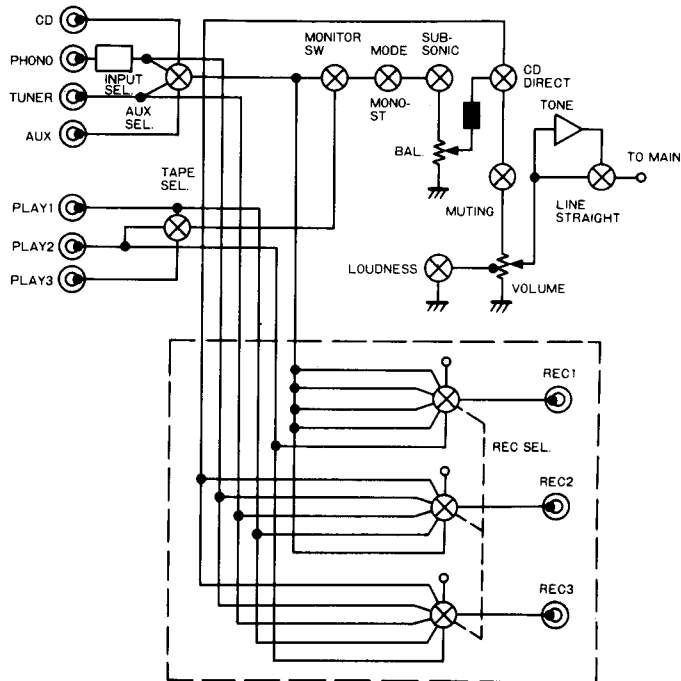 CD
PHONO
TUNER
AUX
INPUT
SEL.
AUX
SEL.
MONITOR
SW
MODE
MONO-
ST
SUB-
SONIC
CD
DIRECT
TONE
BAL.
TO MAIN
LINE
STRAIGHT
MUTING
TAPE
SEL.
PLAY1
PLAY2
PLAY3
LOUDNESS
VOLUME
REC1
REC SEL.
REC2
REC3